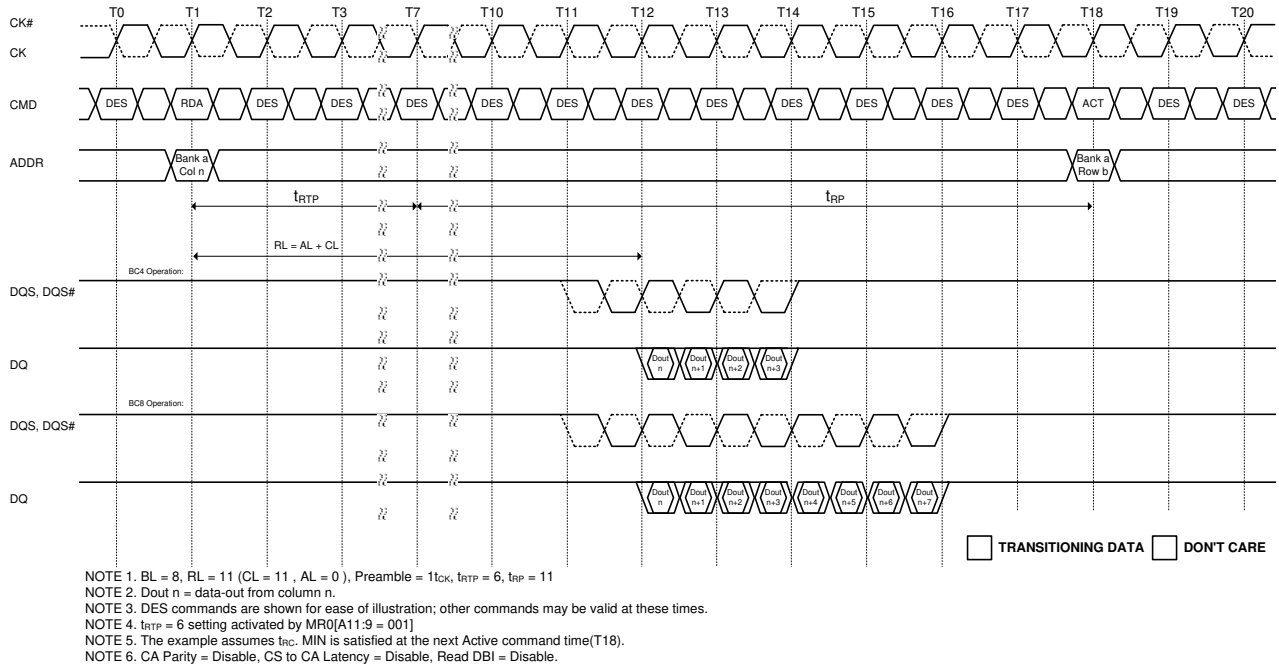 T0 T1 T2 T3 T7 T10 T11 T12 T13 T14 T15 T16 T17 T18 T19 T20
CK#
CK
CMD DES RDA DES DES DES DES DES DES DES DES DES DES DES ACT DES DES
ADDR
Bank a
Col n
Bank a
Row b
tRTP tRP
RL = AL + CL
BC4 Operation:
DQS, DQS#
DQ
Dout n
Dout n+1
Dout n+2
Dout n+3
BC8 Operation:
DQS, DQS#
DQ
Dout n
Dout n+1
Dout n+2
Dout n+3
Dout n+4
Dout n+5
Dout n+6
Dout n+7
TRANSITIONING DATA DON'T CARE
NOTE 1. BL = 8, RL = 11 (CL = 11 , AL = 0 ), Preamble = 1tCK, tRTP = 6, tRP = 11
NOTE 2. Dout n = data-out from column n.
NOTE 3. DES commands are shown for ease of illustration; other commands may be valid at these times.
NOTE 4. tRTP = 6 setting activated by MR0[A11:9 = 001]
NOTE 5. The example assumes tRC. MIN is satisfied at the next Active command time(T18).
NOTE 6. CA Parity = Disable, CS to CA Latency = Disable, Read DBI = Disable.